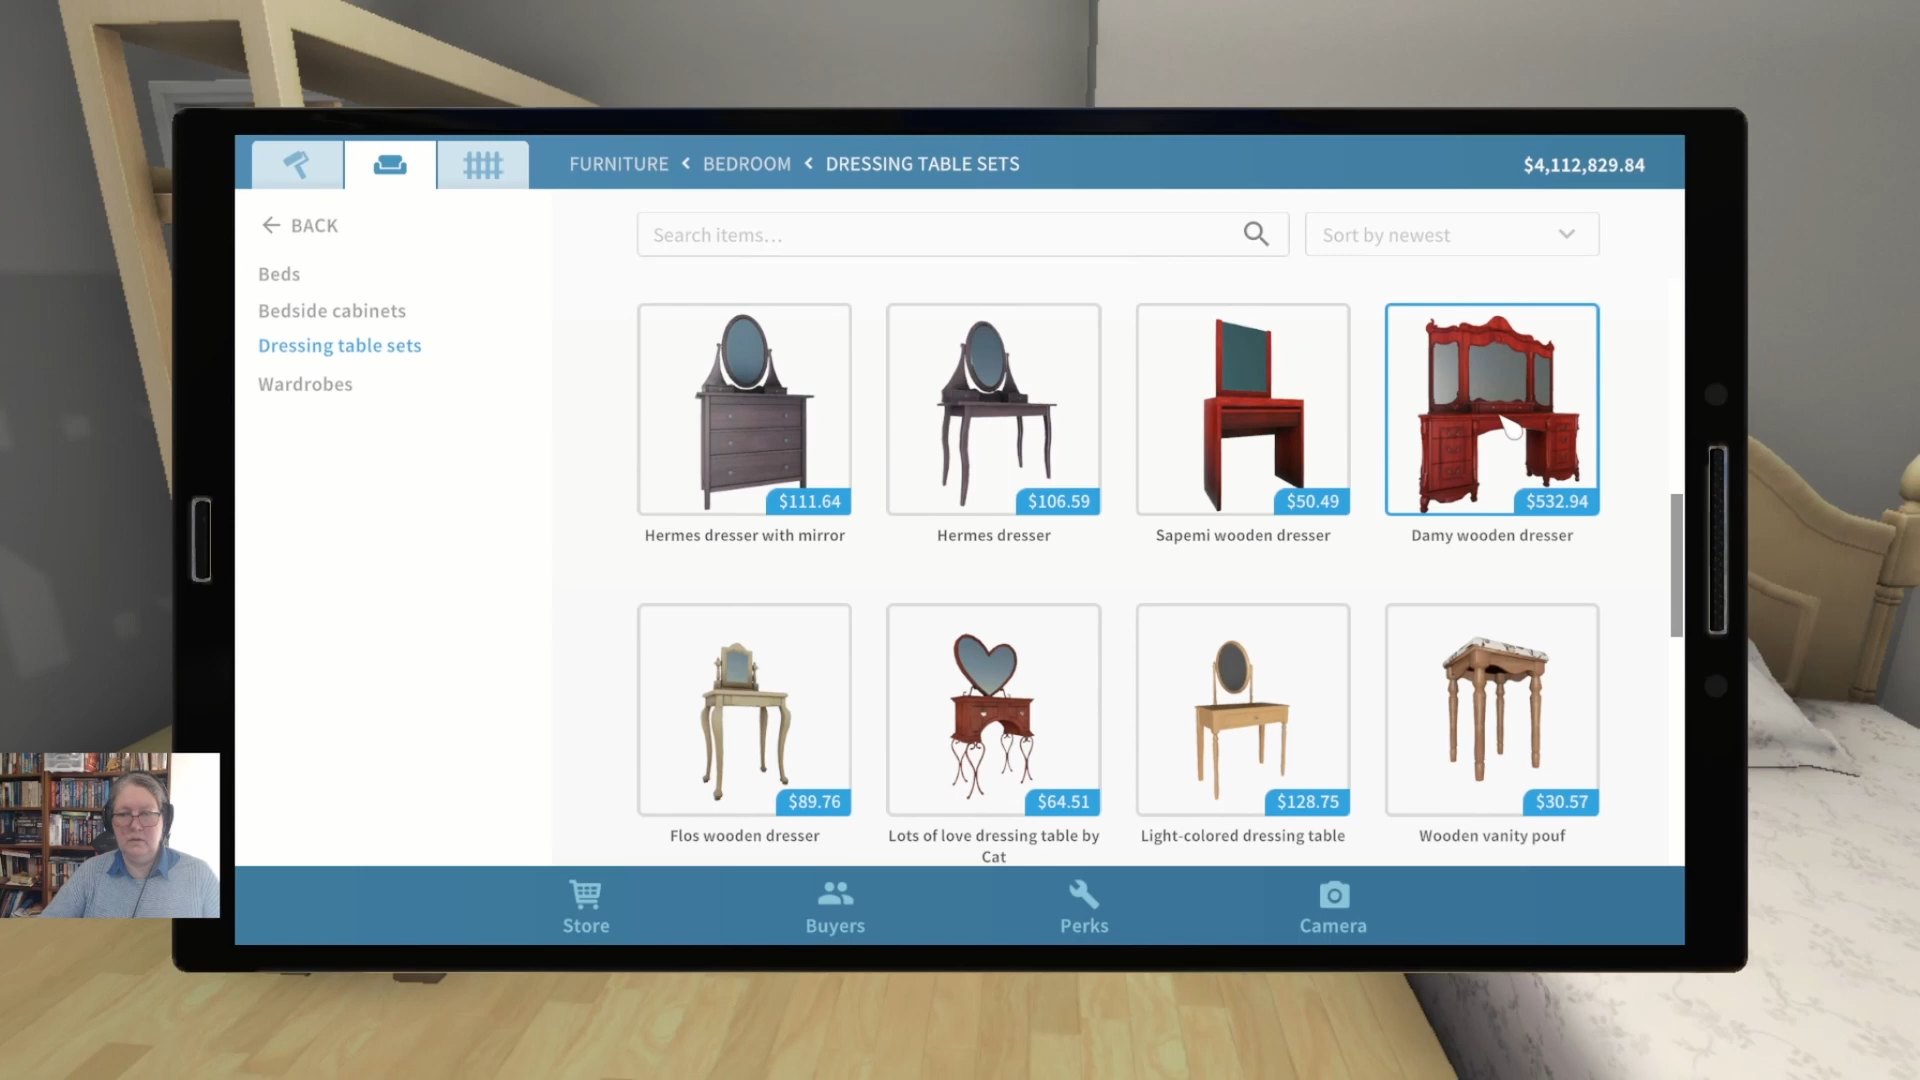 FURNITURE < BEDROOM < DRESSING TABLE SETS
$4,112,829.84
BACK
Search items...
Sort by newest
Beds
Bedside cabinets
Dressing table sets
Wardrobes
$111.64
$106.59
$50.49
$532.94
Hermes dresser with mirror
Hermes dresser
Sapemi wooden dresser
Damy wooden dresser
$89.76
$64.51
$128.75
$30.57
Flos wooden dresser
Lots of love dressing table by
Cat
Light-colored dressing table
Wooden vanity pouf
Store
Buyers
Perks
Camera